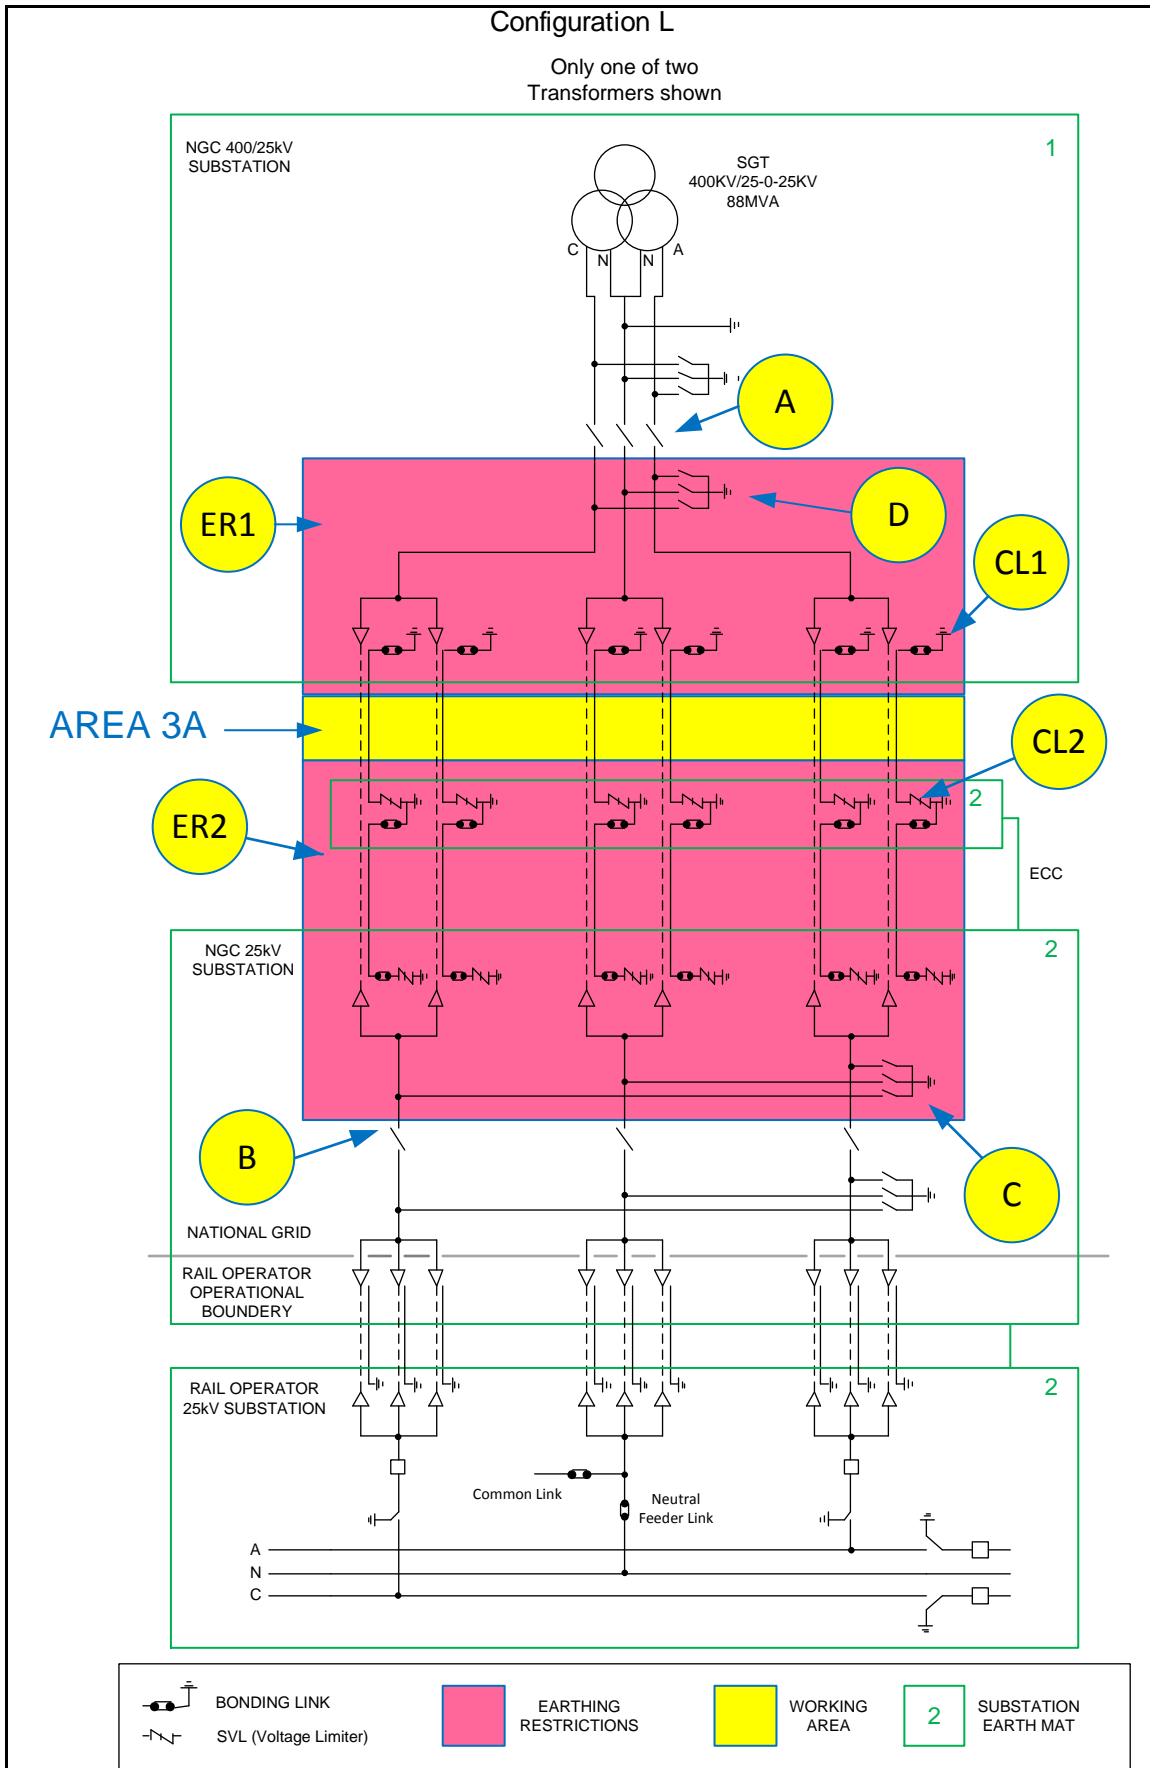 Configuration L
Only one of two
Transformers shown
NGC 400/25kV
SUBSTATION
1
SGT
400KV/25-0-25KV
88MVA
C
N
N
A
A
ER1
D
CL1
AREA 3A
CL2
2
ER2
ECC
NGC 25kV
SUBSTATION
2
B
C
NATIONAL GRID
RAIL OPERATOR
OPERATIONAL
BOUNDERY
RAIL OPERATOR
25kV SUBSTATION
2
Common Link
Neutral
Feeder Link
A
N
C
BONDING LINK
SVL (Voltage Limiter)
EARTHING
RESTRICTIONS
WORKING
AREA
2
SUBSTATION
EARTH MAT